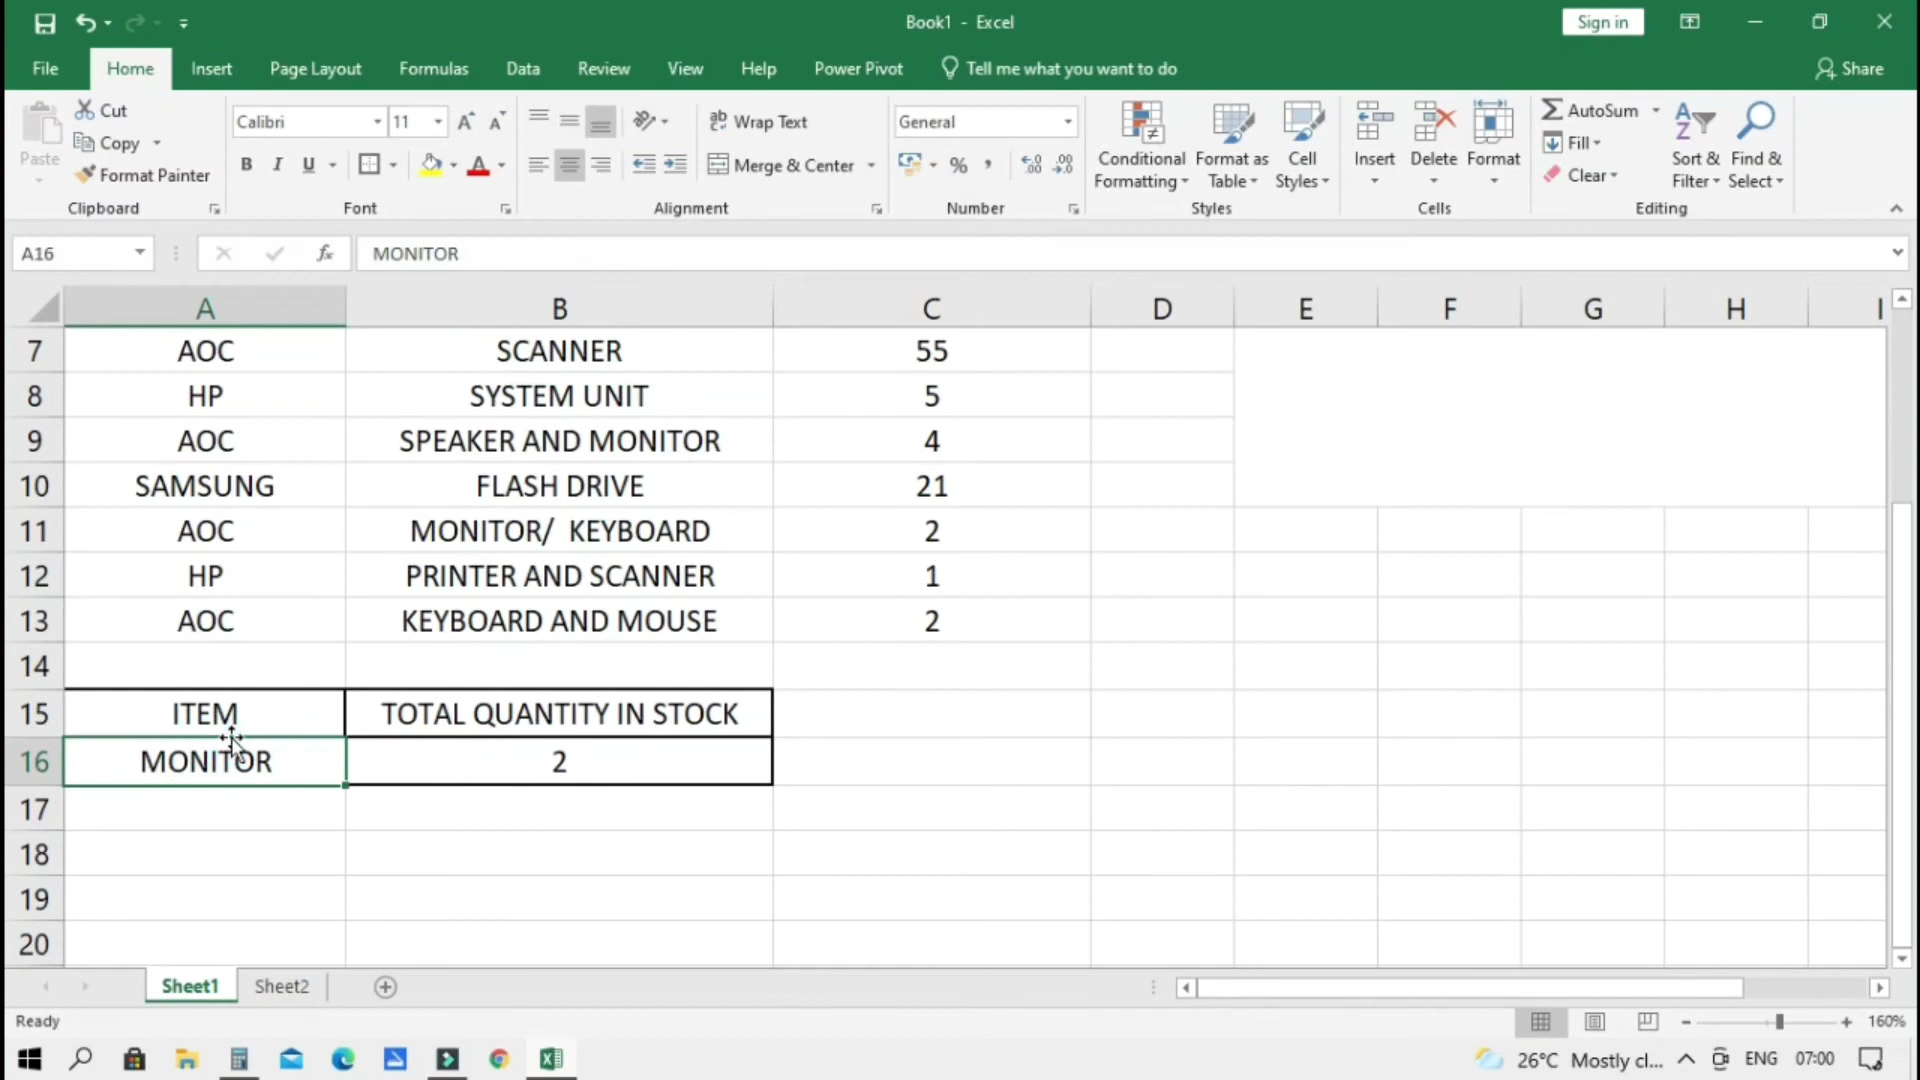 Book1 - Excel
Sign in
File Home Insert Page Layout Formulas Data Review View Help Power Pivot Tell me what you want to do Share
Cut
Copy
Format Painter
Paste
Clipboard
Calibri 11
B I U A
Font
Wrap Text
Merge & Center
Alignment
General
% ,
Number
Conditional Formatting
Format as Table
Cell Styles
Styles
Insert Delete Format
Cells
AutoSum
Fill
Clear
Sort & Filter
Find & Select
Editing
A16 fx MONITOR
A B C D E F G H I
7 AOC SCANNER 55
8 HP SYSTEM UNIT 5
9 AOC SPEAKER AND MONITOR 4
10 SAMSUNG FLASH DRIVE 21
11 AOC MONITOR/  KEYBOARD 2
12 HP PRINTER AND SCANNER 1
13 AOC KEYBOARD AND MOUSE 2
14
15 ITEM TOTAL QUANTITY IN STOCK
16 MONITOR 2
17
18
19
20
Sheet1 Sheet2
Ready
160%
26°C Mostly cl... ENG 07:00